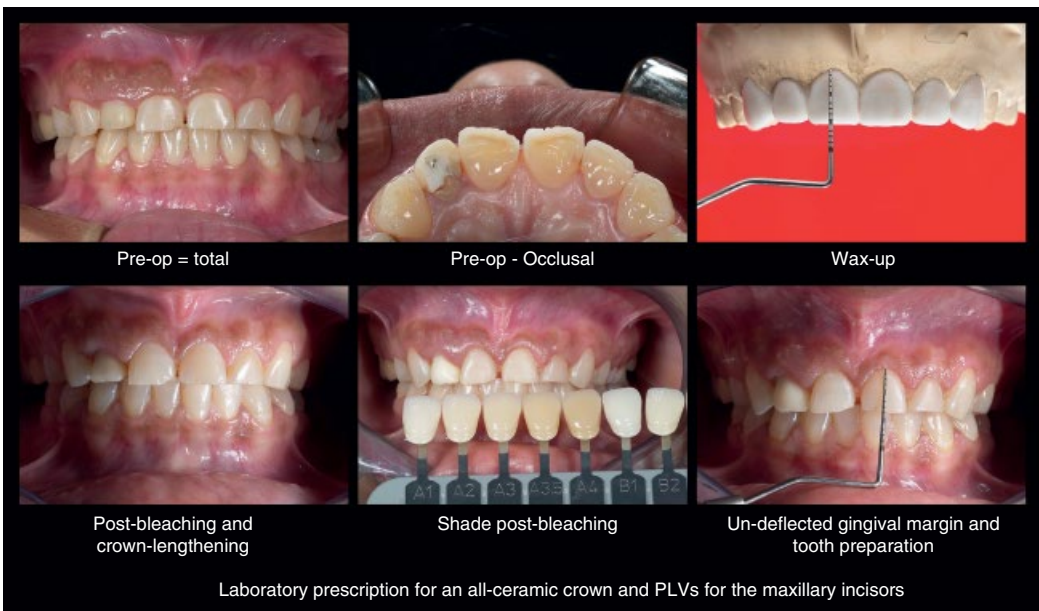 Pre-op = total
Pre-op - Occlusal
Wax-up
A1 A2 A3 A3.5 A4 B1 B2
Post-bleaching and
crown-lengthening
Shade post-bleaching
Un-deflected gingival margin and
tooth preparation
Laboratory prescription for an all-ceramic crown and PLVs for the maxillary incisors